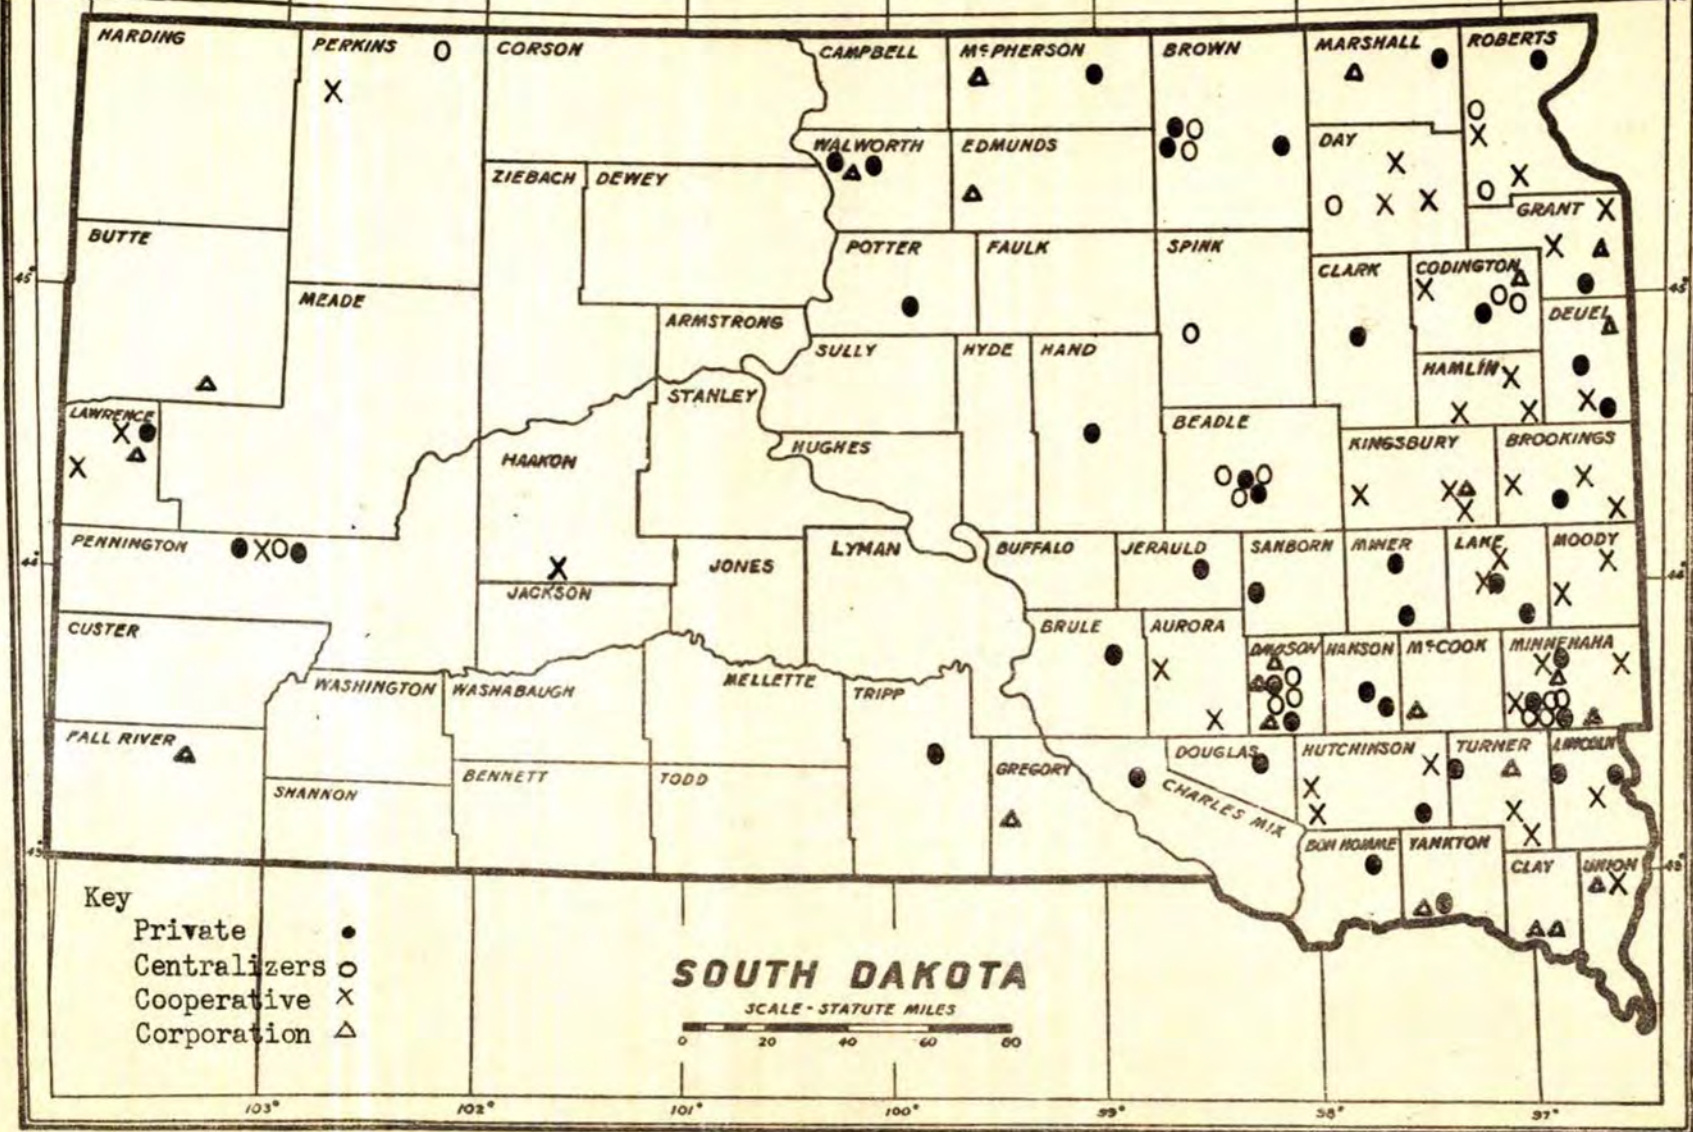 HARDING
PERKINS
CORSON
CAMPBELL
McPHERSON
BROWN
MARSHALL
ROBERTS
WALWORTH
EDMUNDS
DAY
ZIEBACH
DEWEY
GRANT
BUTTE
POTTER
FAULK
SPINK
CLARK
CODINGTON
45°
45°
MEADE
ARMSTRONG
DEUEL
SULLY
HYDE
HAND
HAMLIN
STANLEY
LAWRENCE
BEADLE
KINGSBURY
BROOKINGS
HAAKON
HUGHES
PENNINGTON
LYMAN
BUFFALO
JERAULD
SANBORN
MINER
LAKE
MOODY
44°
44°
JONES
JACKSON
CUSTER
BRULE
AURORA
DAVISON
HANSON
McCOOK
MINNEHAHA
WASHINGTON
WASHABAUGH
MELLETTE
TRIPP
FALL RIVER
DOUGLAS
HUTCHINSON
TURNER
LINCOLN
SHANNON
BENNETT
TODD
GREGORY
CHARLES MIX
BON HOMME
YANKTON
CLAY
UNION
Key
Private
Centralizers
Cooperative
Corporation
SOUTH DAKOTA
SCALE - STATUTE MILES
0 20 40 60 80
103° 102° 101° 100° 99° 98° 97°